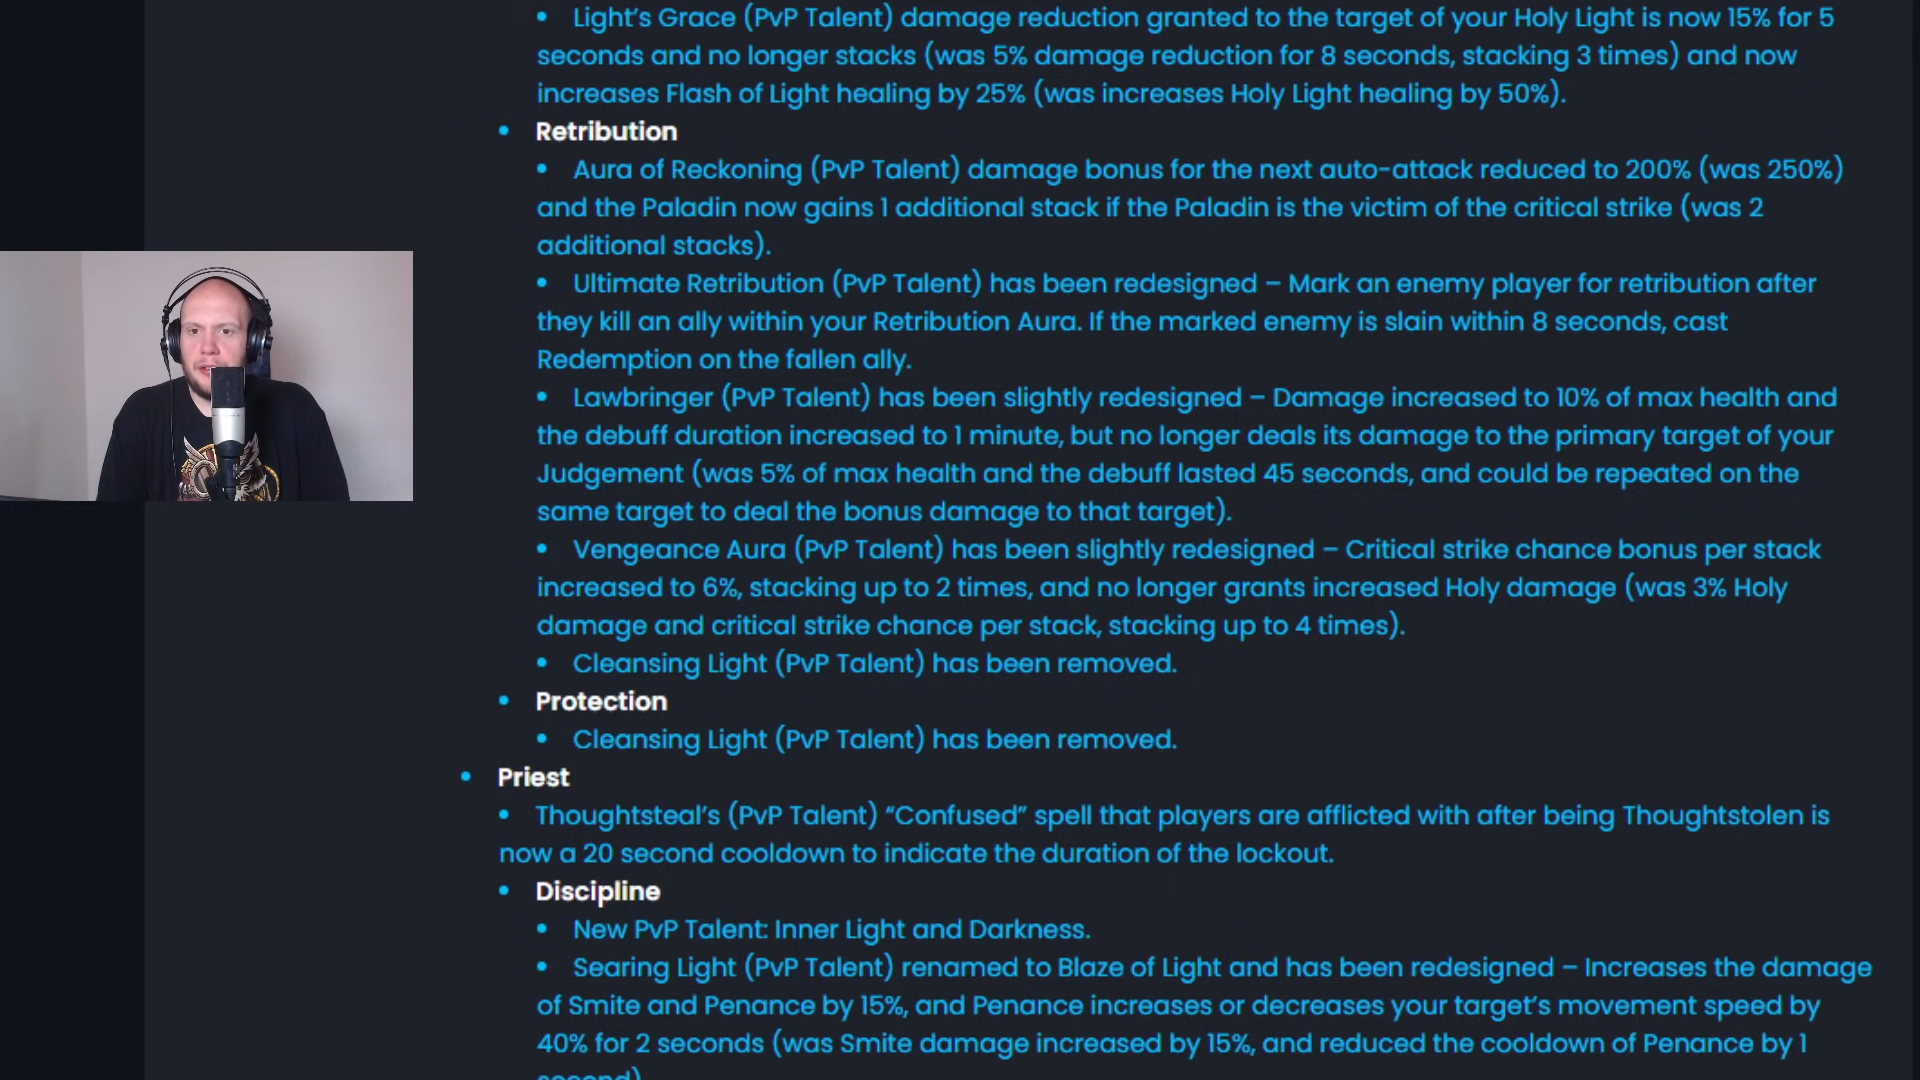 Light's Grace (PvP Talent) damage reduction granted to the target of your Holy Light is now 15% for 5
seconds and no longer stacks (was 5% damage reduction for 8 seconds, stacking 3 times) and now
increases Flash of Light healing by 25% (was increases Holy Light healing by 50%).
Retribution
Aura of Reckoning (PvP Talent) damage bonus for the next auto-attack reduced to 200% (was 250%)
and the Paladin now gains 1 additional stack if the Paladin is the victim of the critical strike (was 2
additional stacks).
Ultimate Retribution (PvP Talent) has been redesigned – Mark an enemy player for retribution after
they kill an ally within your Retribution Aura. If the marked enemy is slain within 8 seconds, cast
Redemption on the fallen ally.
Lawbringer (PvP Talent) has been slightly redesigned – Damage increased to 10% of max health and
the debuff duration increased to 1 minute, but no longer deals its damage to the primary target of your
Judgement (was 5% of max health and the debuff lasted 45 seconds, and could be repeated on the
same target to deal the bonus damage to that target).
Vengeance Aura (PvP Talent) has been slightly redesigned – Critical strike chance bonus per stack
increased to 6%, stacking up to 2 times, and no longer grants increased Holy damage (was 3% Holy
damage and critical strike chance per stack, stacking up to 4 times).
Cleansing Light (PvP Talent) has been removed.
Protection
Cleansing Light (PvP Talent) has been removed.
Priest
Thoughtsteal's (PvP Talent) “Confused” spell that players are afflicted with after being Thoughtstolen is
now a 20 second cooldown to indicate the duration of the lockout.
Discipline
New PvP Talent: Inner Light and Darkness.
Searing Light (PvP Talent) renamed to Blaze of Light and has been redesigned – Increases the damage
of Smite and Penance by 15%, and Penance increases or decreases your target's movement speed by
40% for 2 seconds (was Smite damage increased by 15%, and reduced the cooldown of Penance by 1
second)